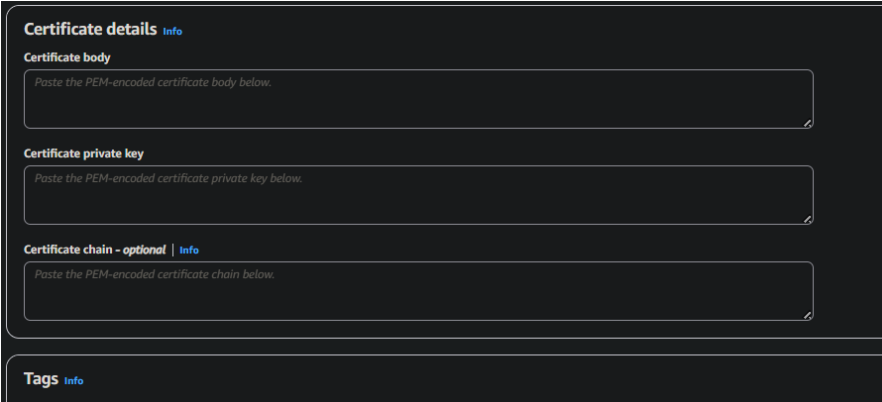 Certificate details Info
Certificate body
Paste the PEM-encoded certificate body below.
Certificate private key
Paste the PEM-encoded certificate private key below.
Certificate chain - optional | Info
Paste the PEM-encoded certificate chain below.
Tags Info